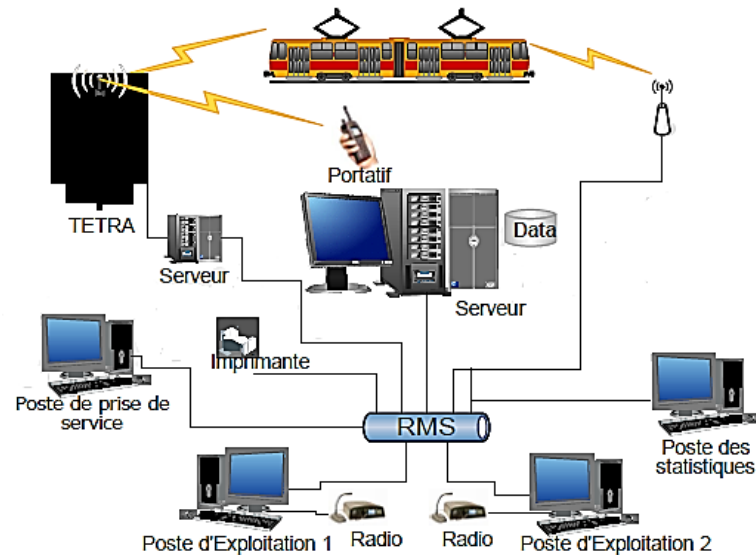 Portatif
TETRA
Data
Serveur
Serveur
Imprimante
Poste de prise de
service
RMS
Poste des
statistiques
Poste d'Exploitation 1
Radio
Radio
Poste d'Exploitation 2